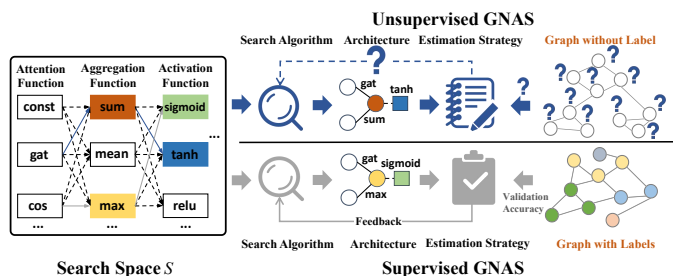 Unsupervised GNAS
Search Algorithm Architecture Estimation Strategy Graph without Label
Attention Function
Aggregation Function
Activation Function
const sum sigmoid
...
gat mean tanh
cos max relu
... ... ...
Search Space S
?
gat tanh
sum
?
? ? ? ? ? ? ? ?
gat sigmoid
max
Validation Accuracy
Feedback
Search Algorithm Architecture Estimation Strategy Graph with Labels
Supervised GNAS